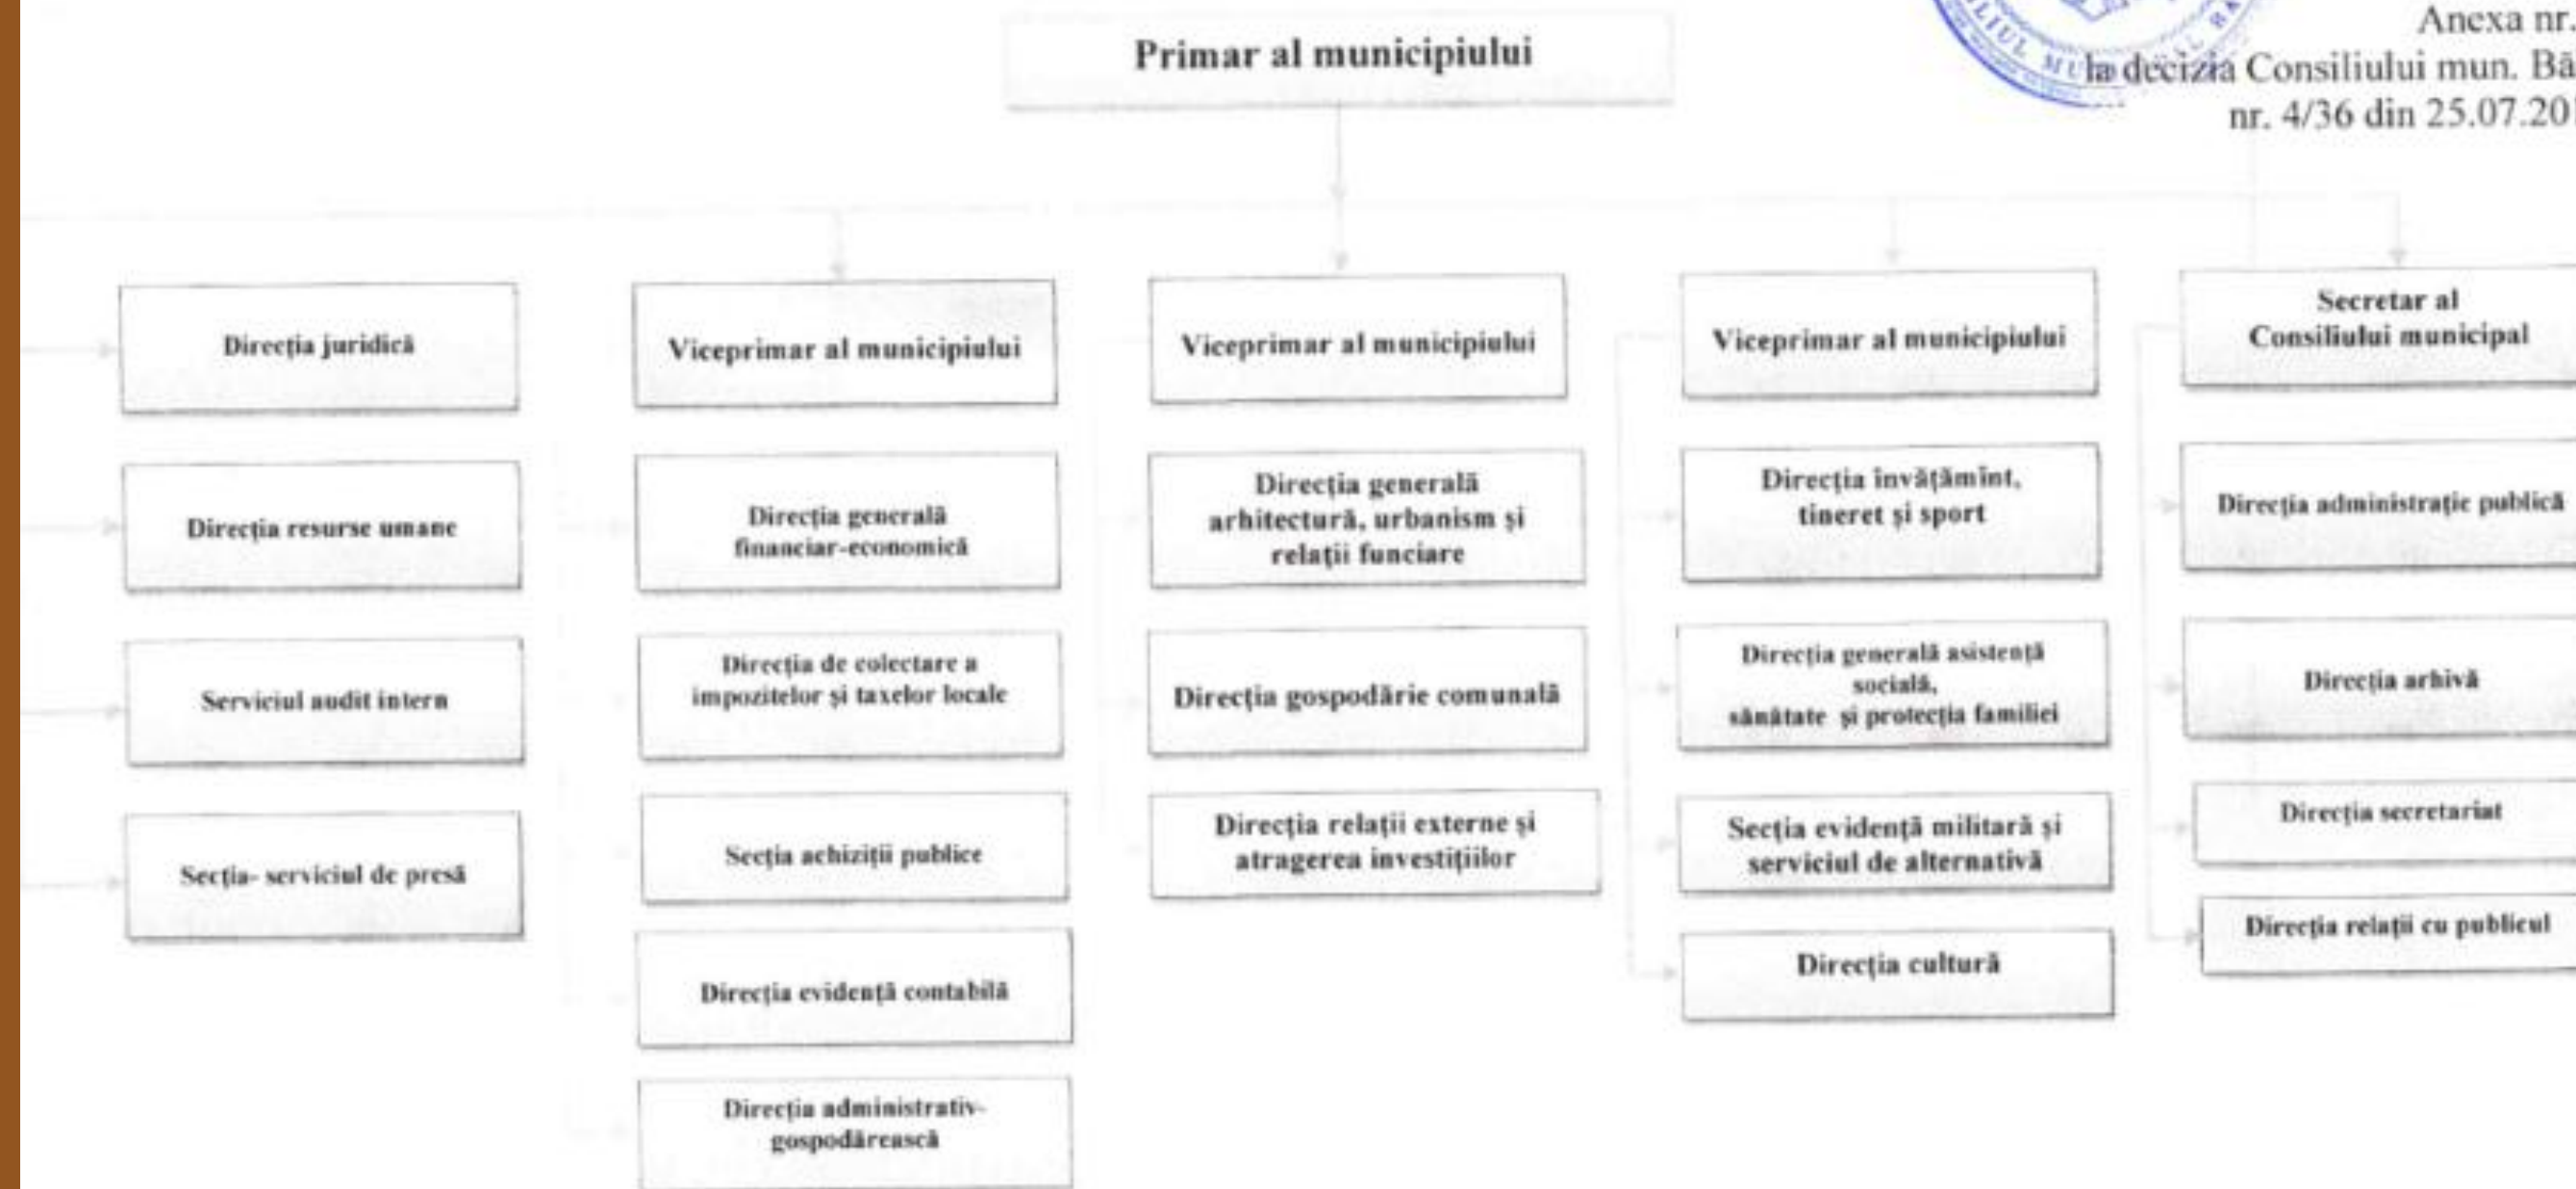 Primar al municipiului
Anexa nr.
la decizia Consiliului mun. Bă
nr. 4/36 din 25.07.20
Direcția juridică
Direcția resurse umane
Serviciul audit intern
Secția- serviciul de presă
Viceprimar al municipiului
Direcția generală
financiar-economică
Direcția de colectare a
impozitelor și taxelor locale
Secția achiziții publice
Direcția evidență contabilă
Direcția administrativ-
gospodărească
Viceprimar al municipiului
Direcția generală
arhitectură, urbanism și
relații funciare
Direcția gospodărie comunală
Direcția relații externe și
atragerea investițiilor
Viceprimar al municipiului
Direcția învățămînt,
tineret și sport
Direcția generală asistență
socială,
sănătate și protecția familiei
Secția evidență militară și
serviciul de alternativă
Direcția cultură
Secretar al
Consiliului municipal
Direcția administrație publică
Direcția arhivă
Direcția secretariat
Direcția relații cu publicul